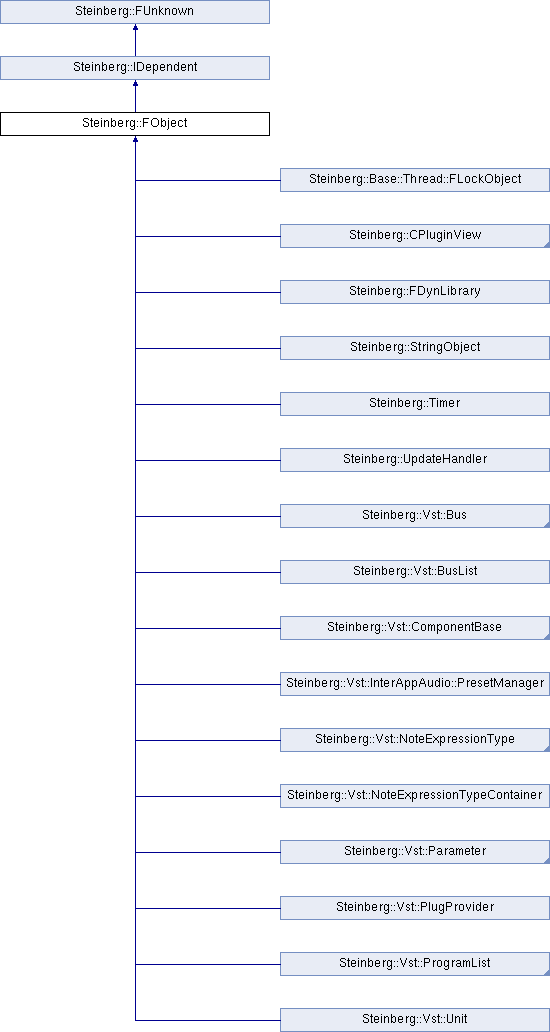 Steinberg::FUnknown
Steinberg::IDependent
Steinberg::FObject
Steinberg::Base::Thread::FLockObject
Steinberg::CPluginView
Steinberg::FDynLibrary
Steinberg::StringObject
Steinberg::Timer
Steinberg::UpdateHandler
Steinberg::Vst::Bus
Steinberg::Vst::BusList
Steinberg::Vst::ComponentBase
Steinberg::Vst::InterAppAudio::PresetManager
Steinberg::Vst::NoteExpressionType
Steinberg::Vst::NoteExpressionTypeContainer
Steinberg::Vst::Parameter
Steinberg::Vst::PlugProvider
Steinberg::Vst::ProgramList
Steinberg::Vst::Unit